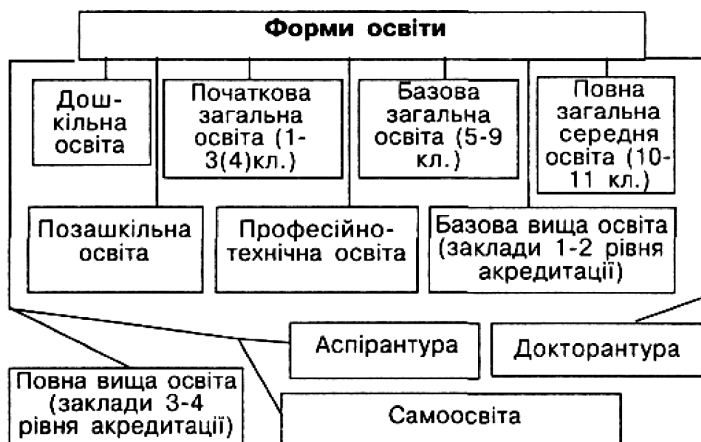 Форми освіти
Дош-
кільна
освіта
Початкова
загальна
освіта (1-
3(4)кл.)
Базова
загальна
освіта (5-9
кл.)
Повна
загальна
середня
освіта (10-
11 кл.)
Позашкільна
освіта
Професійно-
технічна освіта
Базова вища освіта
(заклади 1-2 рівня
акредитації)
Аспірантура
Докторантура
Повна вища освіта
(заклади 3-4
рівня акредитації)
Самоосвіта